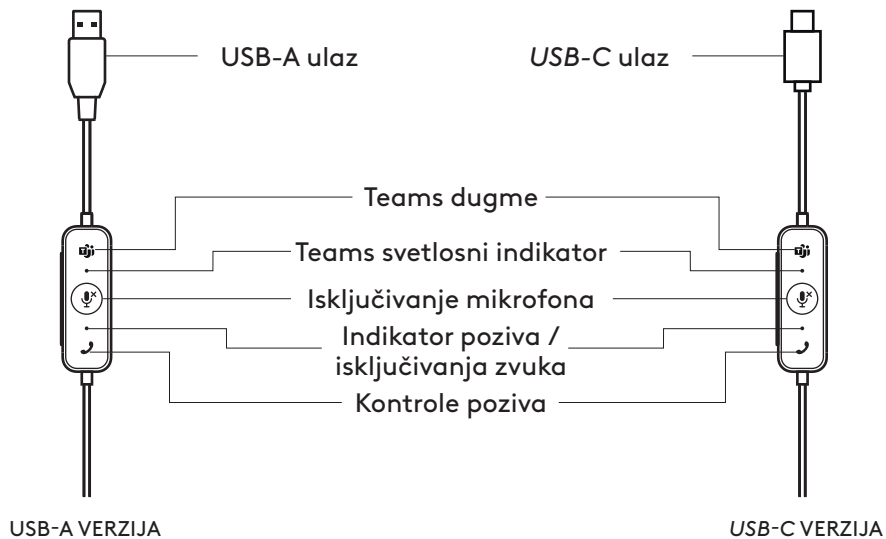 USB-A ulaz
USB-C ulaz
Teams dugme
Teams svetlosni indikator
Isključivanje mikrofona
Indikator poziva /
isključivanja zvuka
Kontrole poziva
USB-A VERZIJA
USB-C VERZIJA